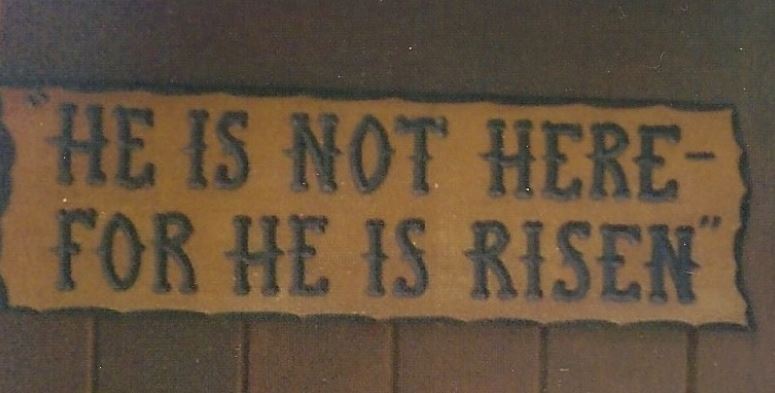 "HE IS NOT HERE-
FOR HE IS RISEN"